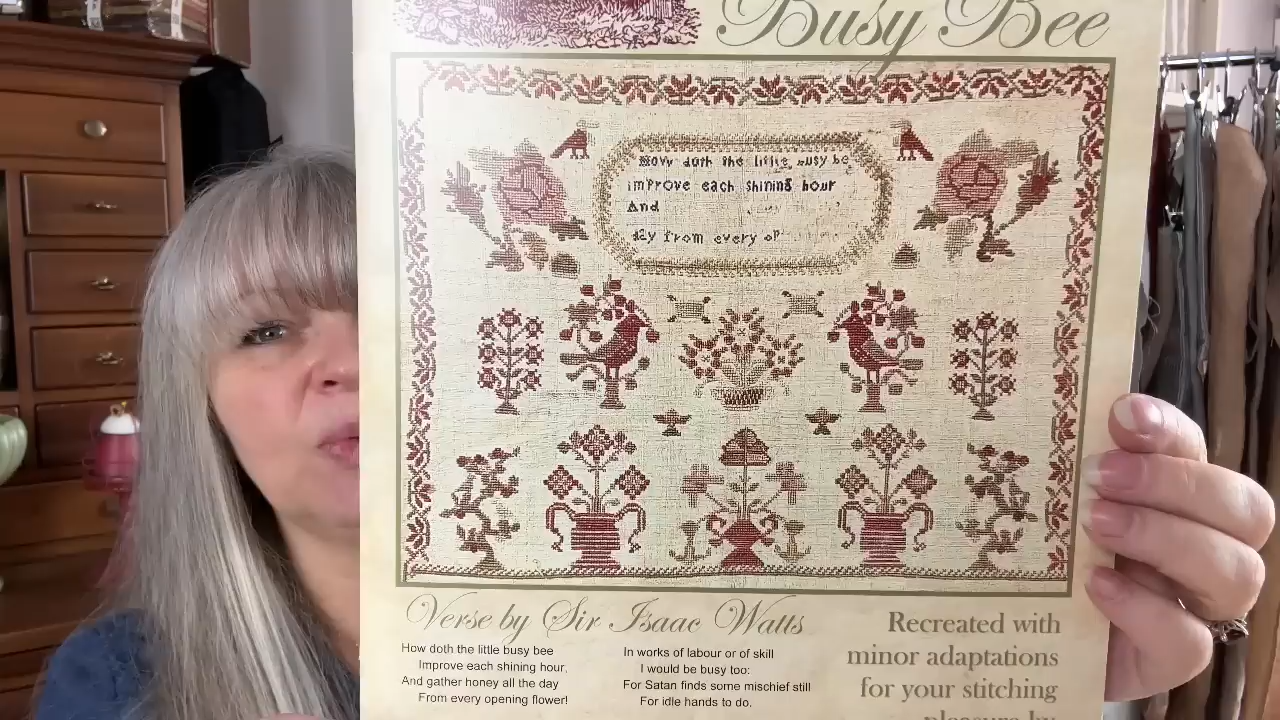 Busy Bee
How doth the little busy be
improve each shining hour
And
day from every op
Verse by Sir Isaac Watts
How doth the little busy bee
Improve each shining hour,
And gather honey all the day
From every opening flower!
In works of labour or of skill
I would be busy too:
For Satan finds some mischief still
For idle hands to do.
Recreated with
minor adaptations
for your stitching
pleasure by